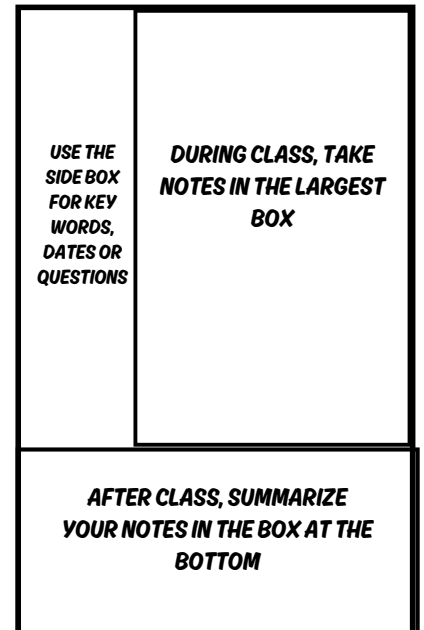 USE THE
SIDE BOX
FOR KEY
WORDS,
DATES OR
QUESTIONS
DURING CLASS, TAKE
NOTES IN THE LARGEST
BOX
AFTER CLASS, SUMMARIZE
YOUR NOTES IN THE BOX AT THE
BOTTOM